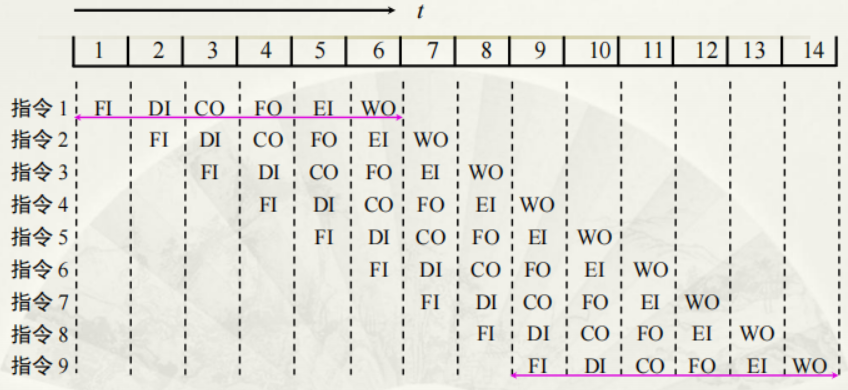 t
1 2 3 4 5 6 7 8 9 10 11 12 13 14
指令 1 FI DI CO FO EI WO
指令 2 FI DI CO FO EI WO
指令 3 FI DI CO FO EI WO
指令 4 FI DI CO FO EI WO
指令 5 FI DI CO FO EI WO
指令 6 FI DI CO FO EI WO
指令 7 FI DI CO FO EI WO
指令 8 FI DI CO FO EI WO
指令 9 FI DI CO FO EI WO